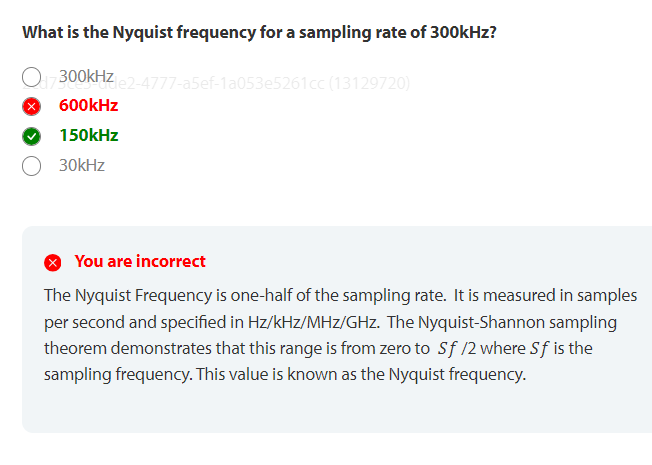 What is the Nyquist frequency for a sampling rate of 300kHz?
300kHz
-4777-a5ef-1a053e5261cc (13129720)
600kHz
150kHz
30kHz
You are incorrect
The Nyquist Frequency is one-half of the sampling rate. It is measured in samples
per second and specified in Hz/kHz/MHz/GHz. The Nyquist-Shannon sampling
theorem demonstrates that this range is from zero to Sf /2 where Sf is the
sampling frequency. This value is known as the Nyquist frequency.